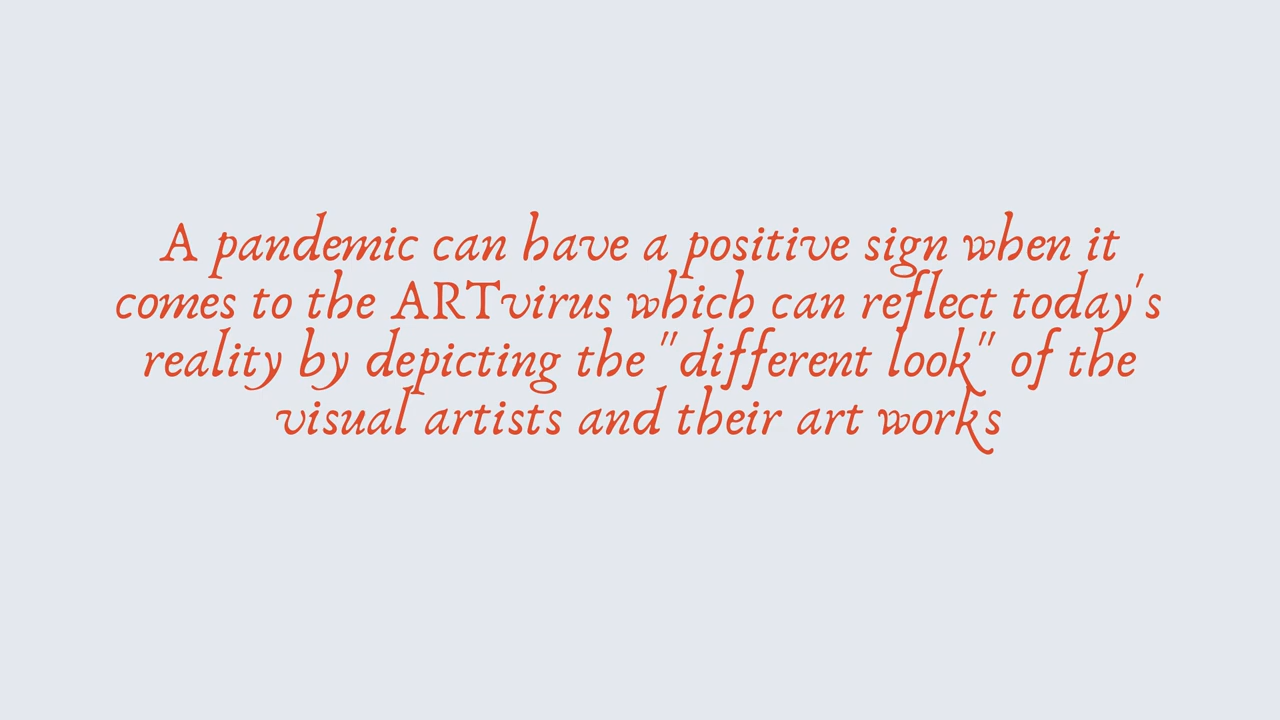 A pandemic can have a positive sign when it
comes to the ARTvirus which can reflect today's
reality by depicting the "different look" of the
visual artists and their art works